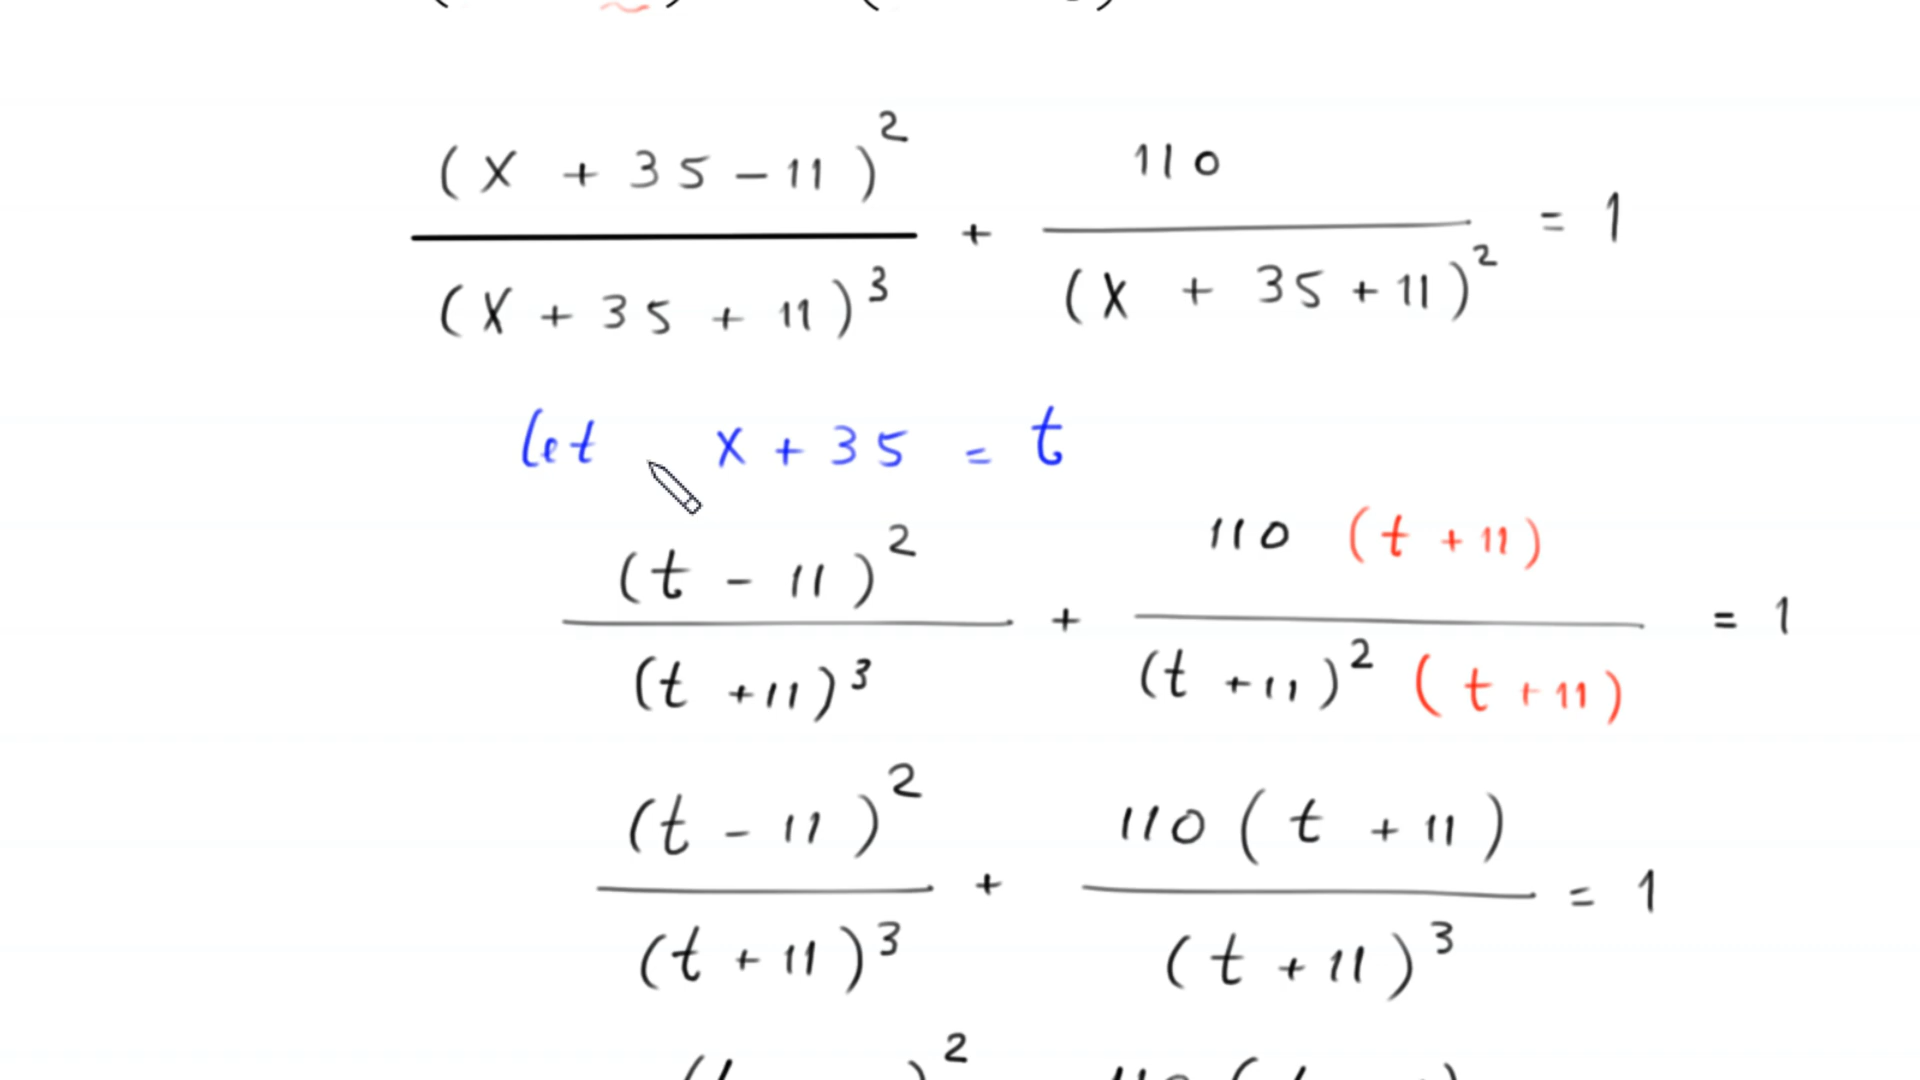 (x + 35 - 11)² / (x + 35 + 11)³ + 110 / (x + 35 + 11)² = 1
let x + 35 = t
(t - 11)² / (t + 11)³ + 110 (t + 11) / (t + 11)² (t + 11) = 1
(t - 11)² / (t + 11)³ + 110 (t + 11) / (t + 11)³ = 1